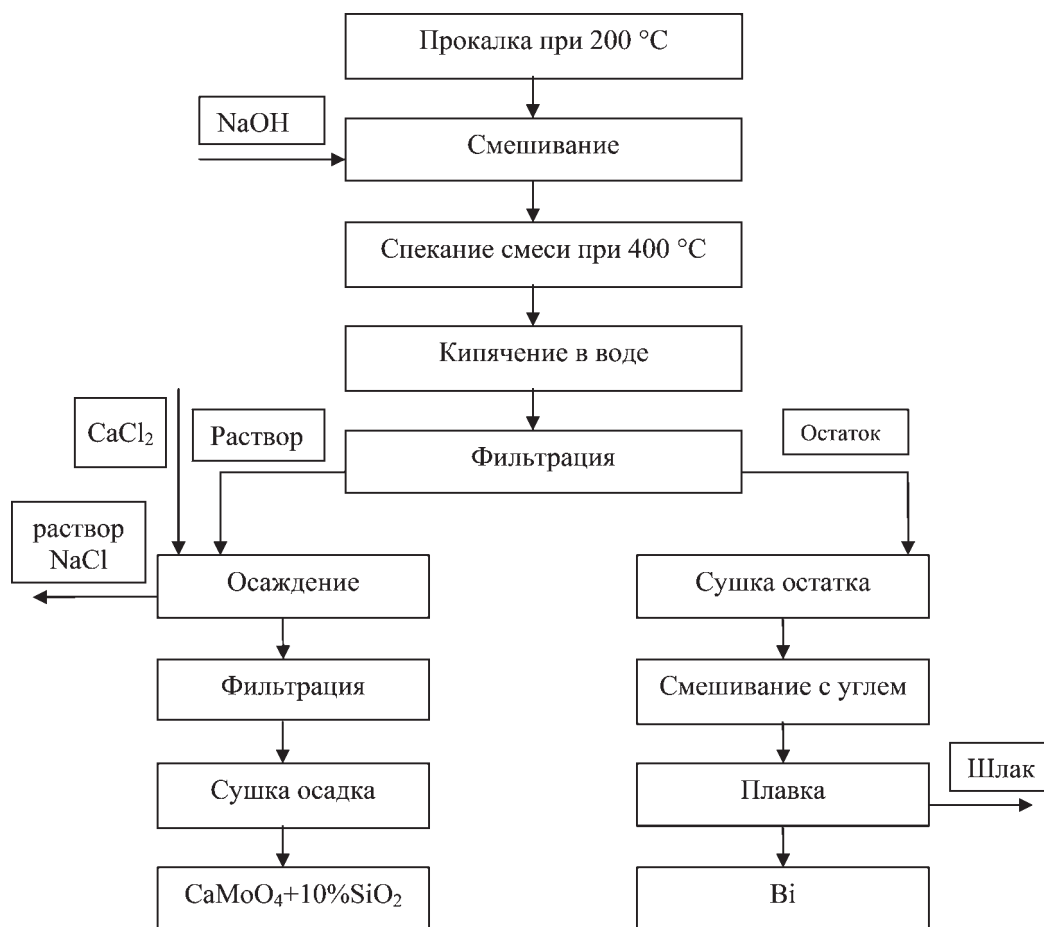 Прокалка при 200 °C
NaOH
Смешивание
Спекание смеси при 400 °C
Кипячение в воде
CaCl₂
Раствор
Фильтрация
Остаток
раствор
NaCl
Осаждение
Сушка остатка
Фильтрация
Смешивание с углем
Сушка осадка
Плавка
Шлак
CaMoO₄+10%SiO₂
Bi